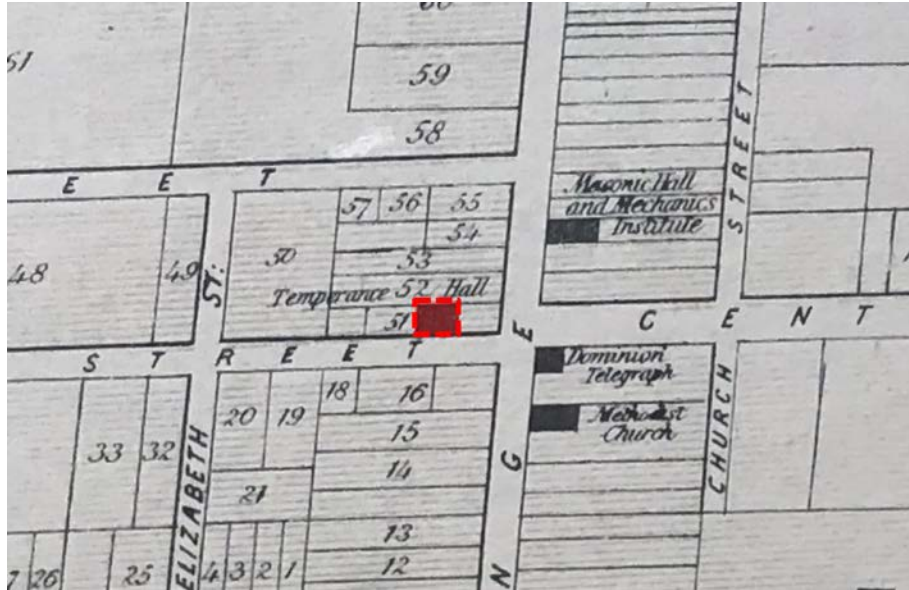 60
59
58
61
E E T
57 56 55
54
50 53
Temperance 52 Hall
51
48 49
ST:
Masonic Hall
and Mechanics
Institute
STREET
E C E N T
S T R E E T
Dominion
Telegraph
Methodist
Church
CHURCH
20 19 18 16
15
14
33 32
21
13
12
ELIZABETH
4 3 2 1
26 25
N G